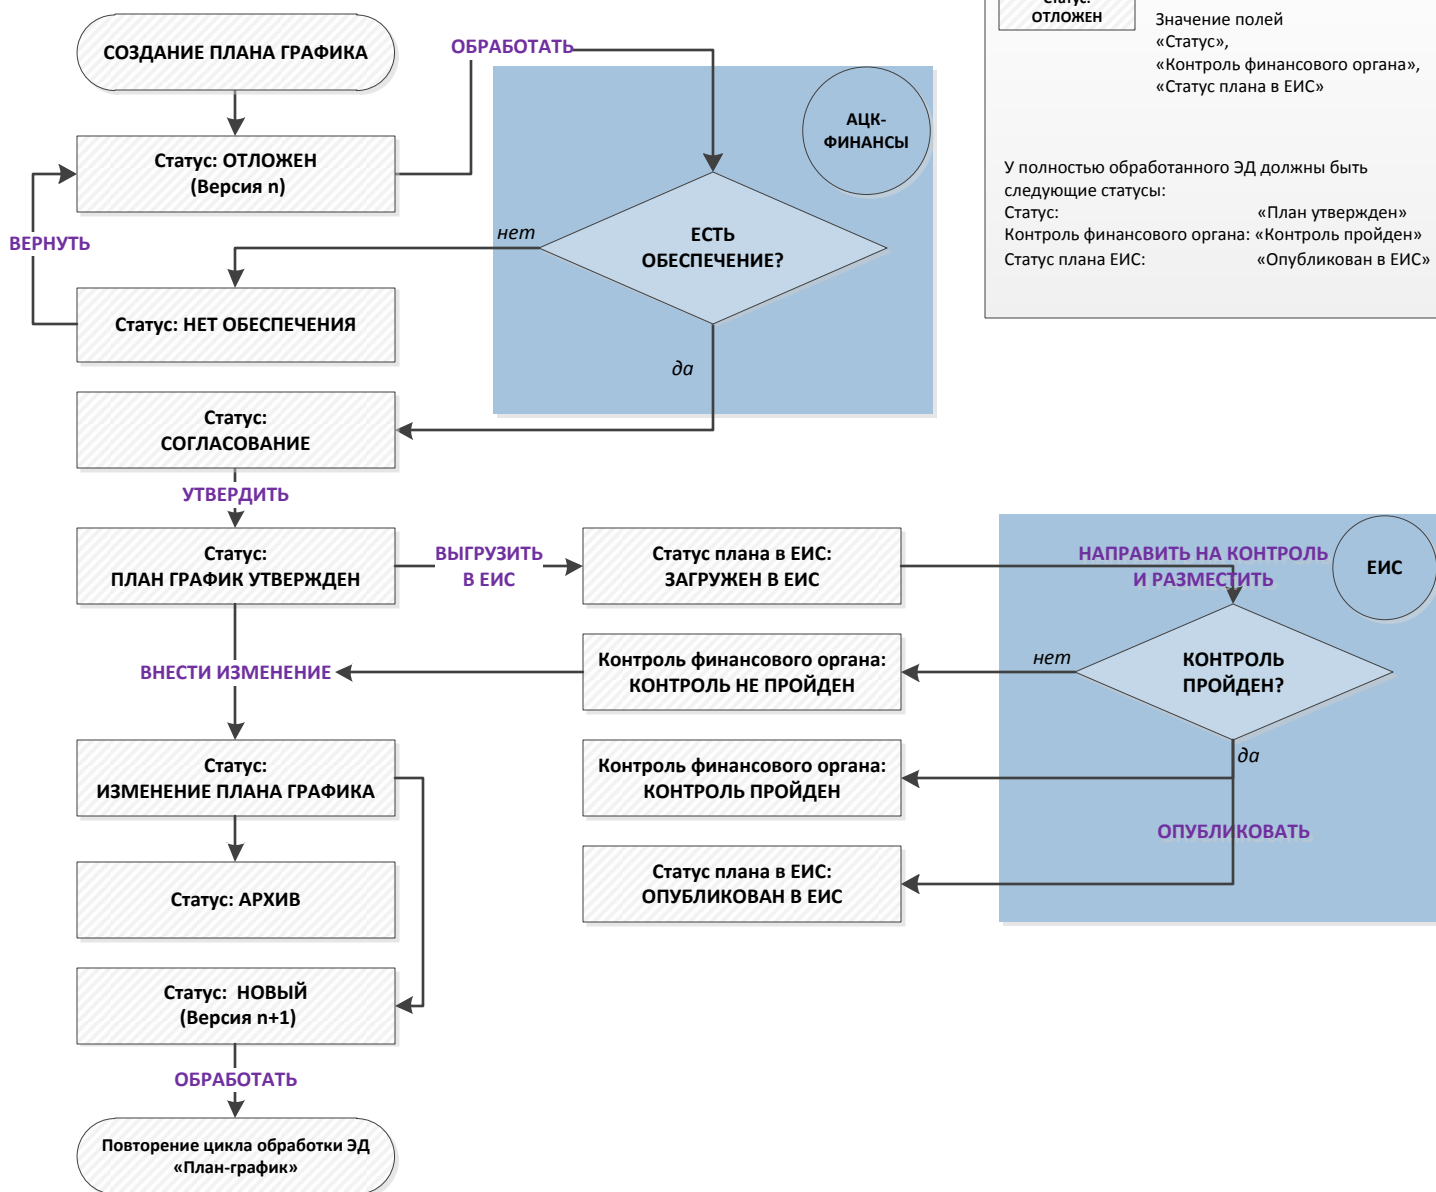 СОЗДАНИЕ ПЛАНА ГРАФИКА
ОБРАБОТАТЬ
Статус:
ОТЛОЖЕН
Значение полей
«Статус»,
«Контроль финансового органа»,
«Статус плана в ЕИС»
У полностью обработанного ЭД должны быть
следующие статусы:
Статус: «План утвержден»
Контроль финансового органа: «Контроль пройден»
Статус плана ЕИС: «Опубликован в ЕИС»
АЦК-
ФИНАНСЫ
Статус: ОТЛОЖЕН
(Версия n)
ВЕРНУТЬ
нет
ЕСТЬ
ОБЕСПЕЧЕНИЕ?
Статус: НЕТ ОБЕСПЕЧЕНИЯ
да
Статус:
СОГЛАСОВАНИЕ
УТВЕРДИТЬ
Статус:
ПЛАН ГРАФИК УТВЕРЖДЕН
ВЫГРУЗИТЬ
В ЕИС
Статус плана в ЕИС:
ЗАГРУЖЕН В ЕИС
НАПРАВИТЬ НА КОНТРОЛЬ
И РАЗМЕСТИТЬ
ЕИС
ВНЕСТИ ИЗМЕНЕНИЕ
Контроль финансового органа:
КОНТРОЛЬ НЕ ПРОЙДЕН
нет
КОНТРОЛЬ
ПРОЙДЕН?
да
Статус:
ИЗМЕНЕНИЕ ПЛАНА ГРАФИКА
Контроль финансового органа:
КОНТРОЛЬ ПРОЙДЕН
ОПУБЛИКОВАТЬ
Статус: АРХИВ
Статус плана в ЕИС:
ОПУБЛИКОВАН В ЕИС
Статус: НОВЫЙ
(Версия n+1)
ОБРАБОТАТЬ
Повторение цикла обработки ЭД
«План-график»